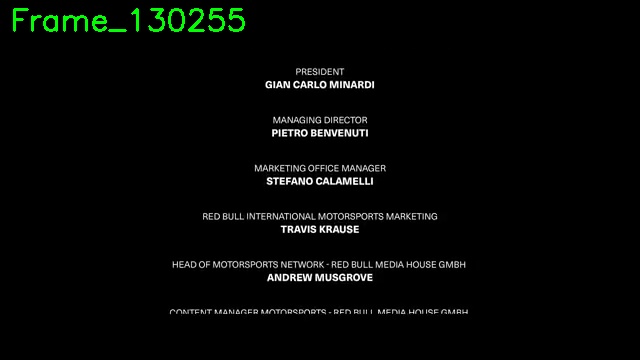 Frame_130255
PRESIDENT
GIAN CARLO MINARDI
MANAGING DIRECTOR
PIETRO BENVENUTI
MARKETING OFFICE MANAGER
STEFANO CALAMELLI
RED BULL INTERNATIONAL MOTORSPORTS MARKETING
TRAVIS KRAUSE
HEAD OF MOTORSPORTS NETWORK - RED BULL MEDIA HOUSE GMBH
ANDREW MUSGROVE
CONTENT MANAGER MOTORSPORTS - RED BULL MEDIA HOUSE GMBH